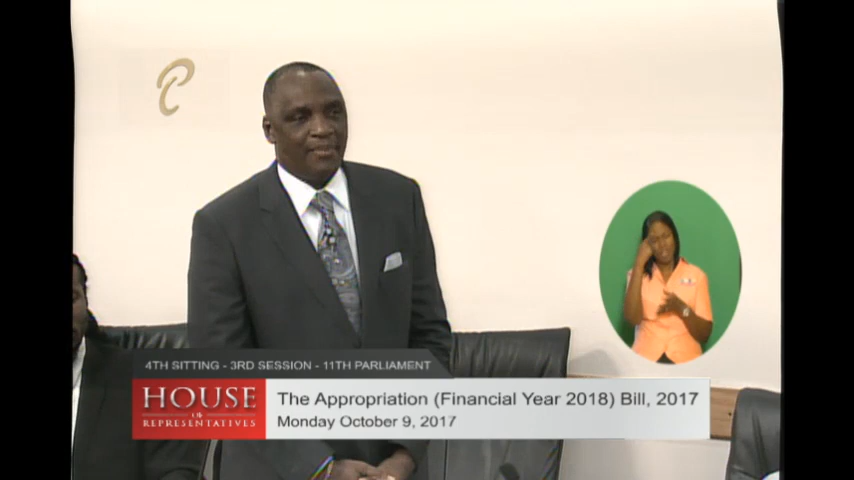 4TH SITTING - 3RD SESSION - 11TH PARLIAMENT
HOUSE
OF
REPRESENTATIVES
The Appropriation (Financial Year 2018) Bill, 2017
Monday October 9, 2017